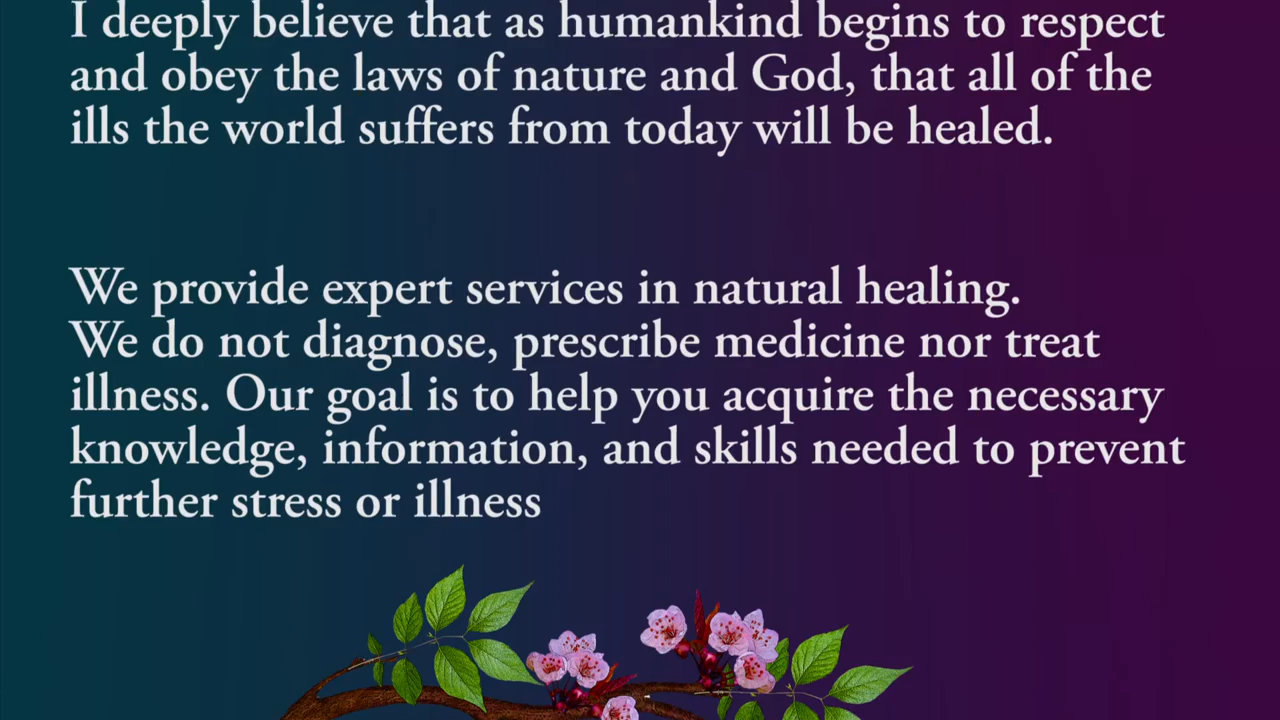 I deeply believe that as humankind begins to respect
and obey the laws of nature and God, that all of the
ills the world suffers from today will be healed.
We provide expert services in natural healing.
We do not diagnose, prescribe medicine nor treat
illness. Our goal is to help you acquire the necessary
knowledge, information, and skills needed to prevent
further stress or illness